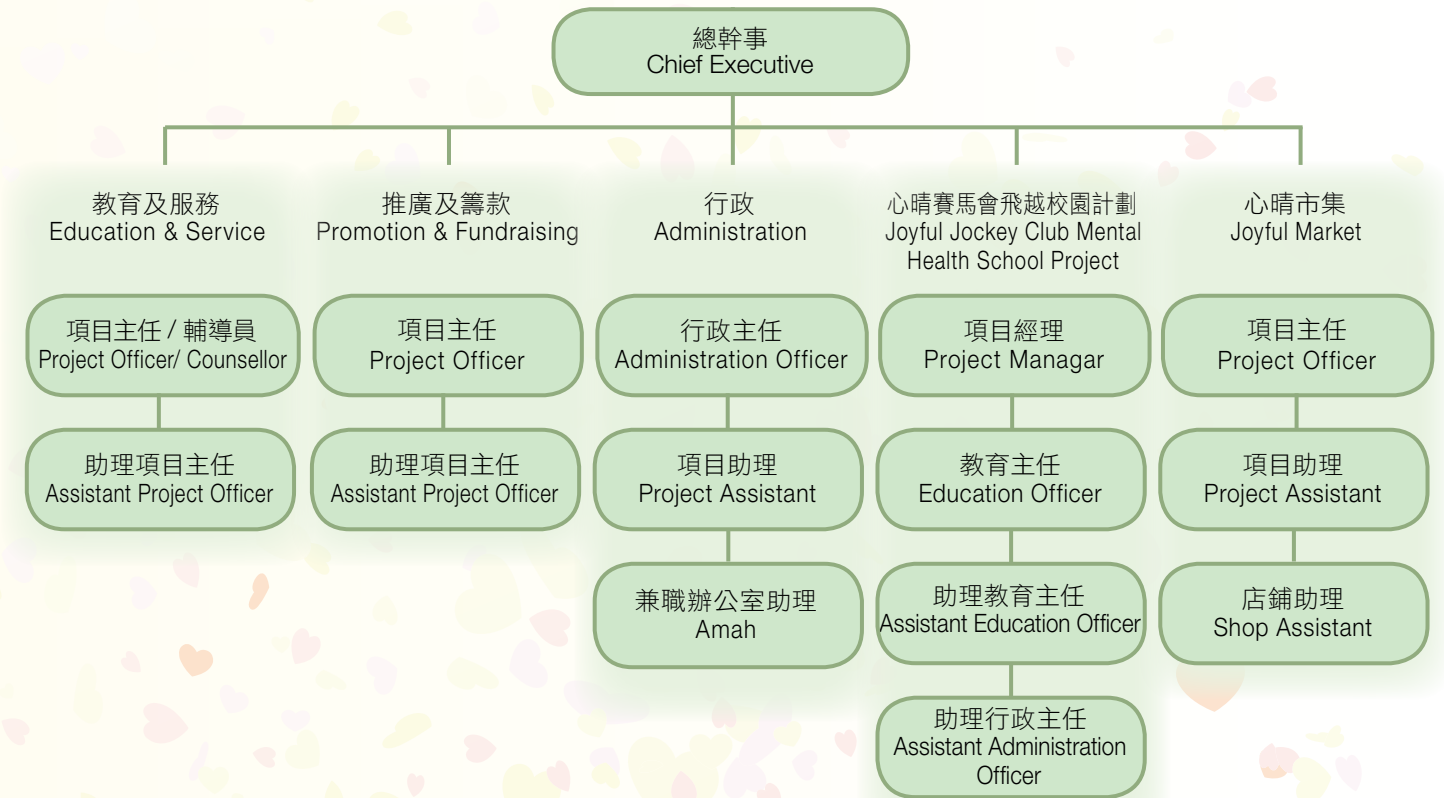 總幹事
Chief Executive
教育及服務
Education & Service
推廣及籌款
Promotion & Fundraising
行政
Administration
心晴賽馬會飛越校園計劃
Joyful Jockey Club Mental
Health School Project
心晴市集
Joyful Market
項目主任 / 輔導員
Project Officer/ Counsellor
項目主任
Project Officer
行政主任
Administration Officer
項目經理
Project Managar
項目主任
Project Officer
助理項目主任
Assistant Project Officer
助理項目主任
Assistant Project Officer
項目助理
Project Assistant
教育主任
Education Officer
項目助理
Project Assistant
兼職辦公室助理
Amah
助理教育主任
Assistant Education Officer
店鋪助理
Shop Assistant
助理行政主任
Assistant Administration
Officer